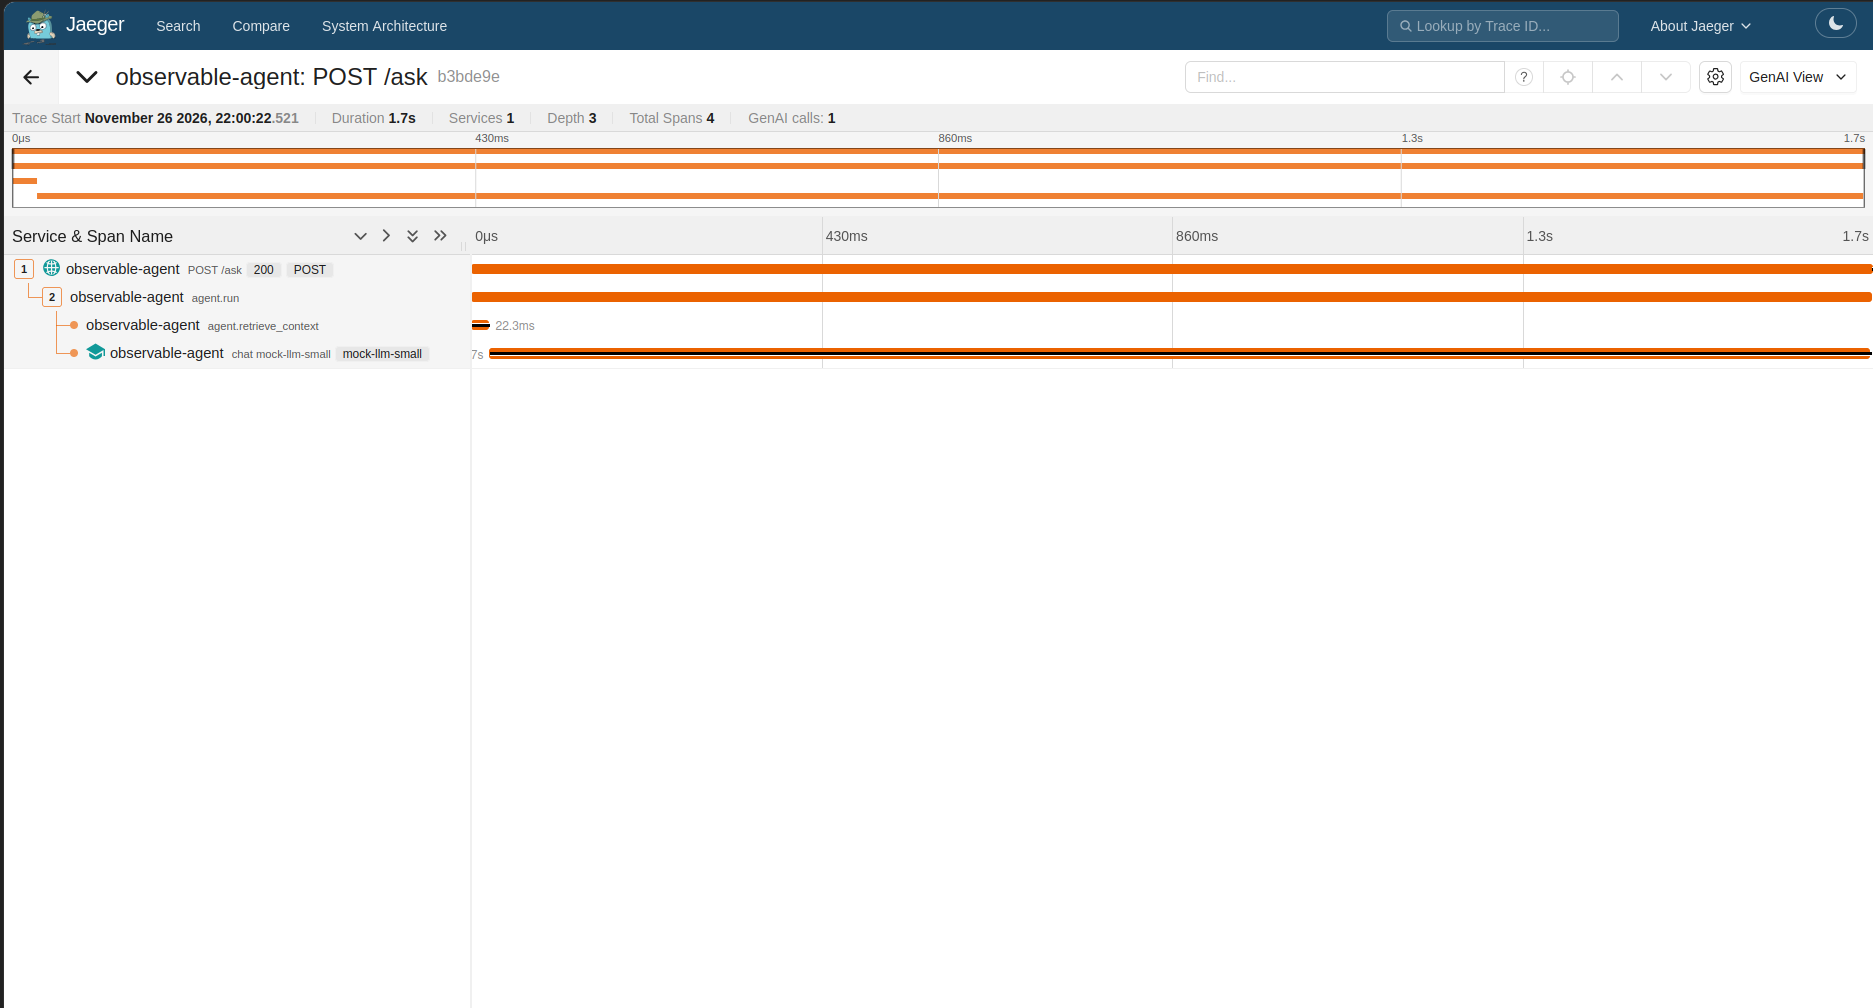 Jaeger Search Compare System Architecture Lookup by Trace ID... About Jaeger
observable-agent: POST /ask b3bde9e Find... ? GenAI View
Trace Start November 26 2026, 22:00:22.521 Duration 1.7s Services 1 Depth 3 Total Spans 4 GenAI calls: 1
0μs 430ms 860ms 1.3s 1.7s
Service & Span Name 0μs 430ms 860ms 1.3s 1.7s
1 observable-agent POST /ask 200 POST
2 observable-agent agent.run
observable-agent agent.retrieve_context 22.3ms
observable-agent chat mock-llm-small mock-llm-small 7s